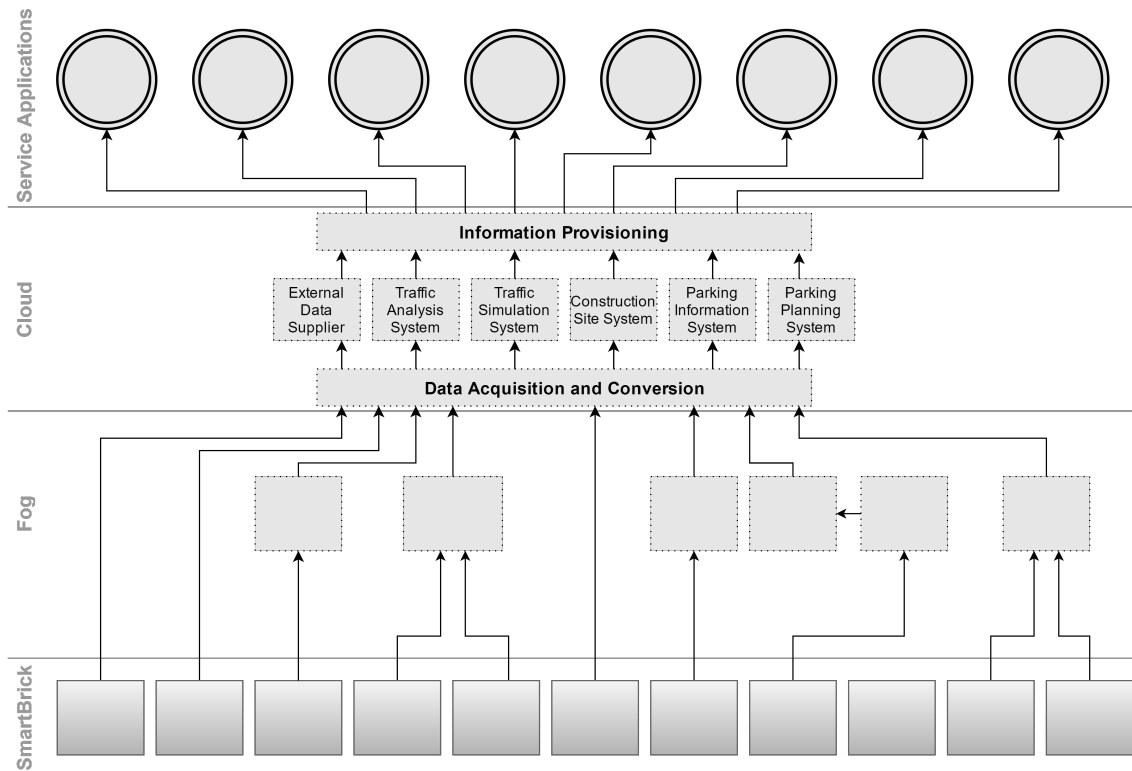 Service Applications
Information Provisioning
Cloud
External
Data
Supplier
Traffic
Analysis
System
Traffic
Simulation
System
Construction
Site System
Parking
Information
System
Parking
Planning
System
Data Acquisition and Conversion
Fog
SmartBrick